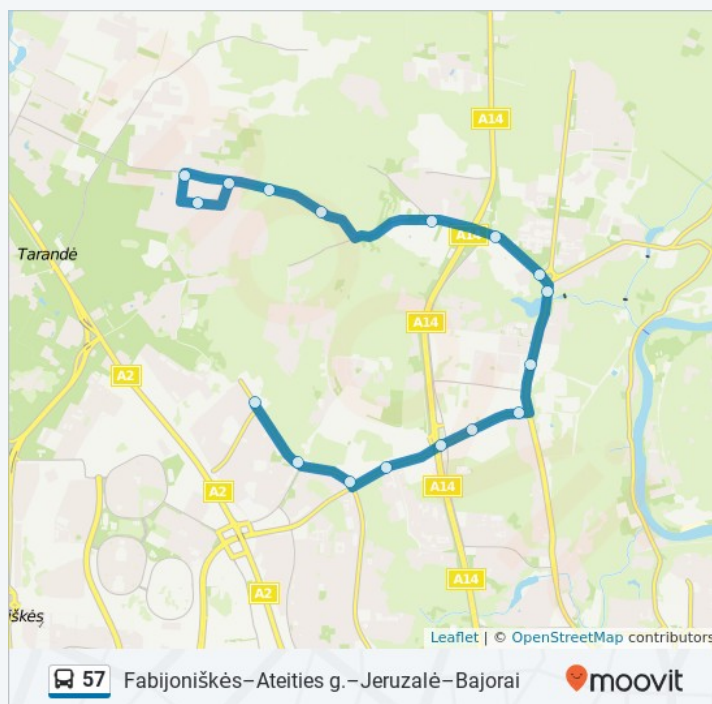 A14
A14
Tarandė
A14
A2
A14
A2
A14
A2
iškės
Leaflet | © OpenStreetMap contributors
57 Fabijoniškės–Ateities g.–Jeruzalė–Bajorai
moovit